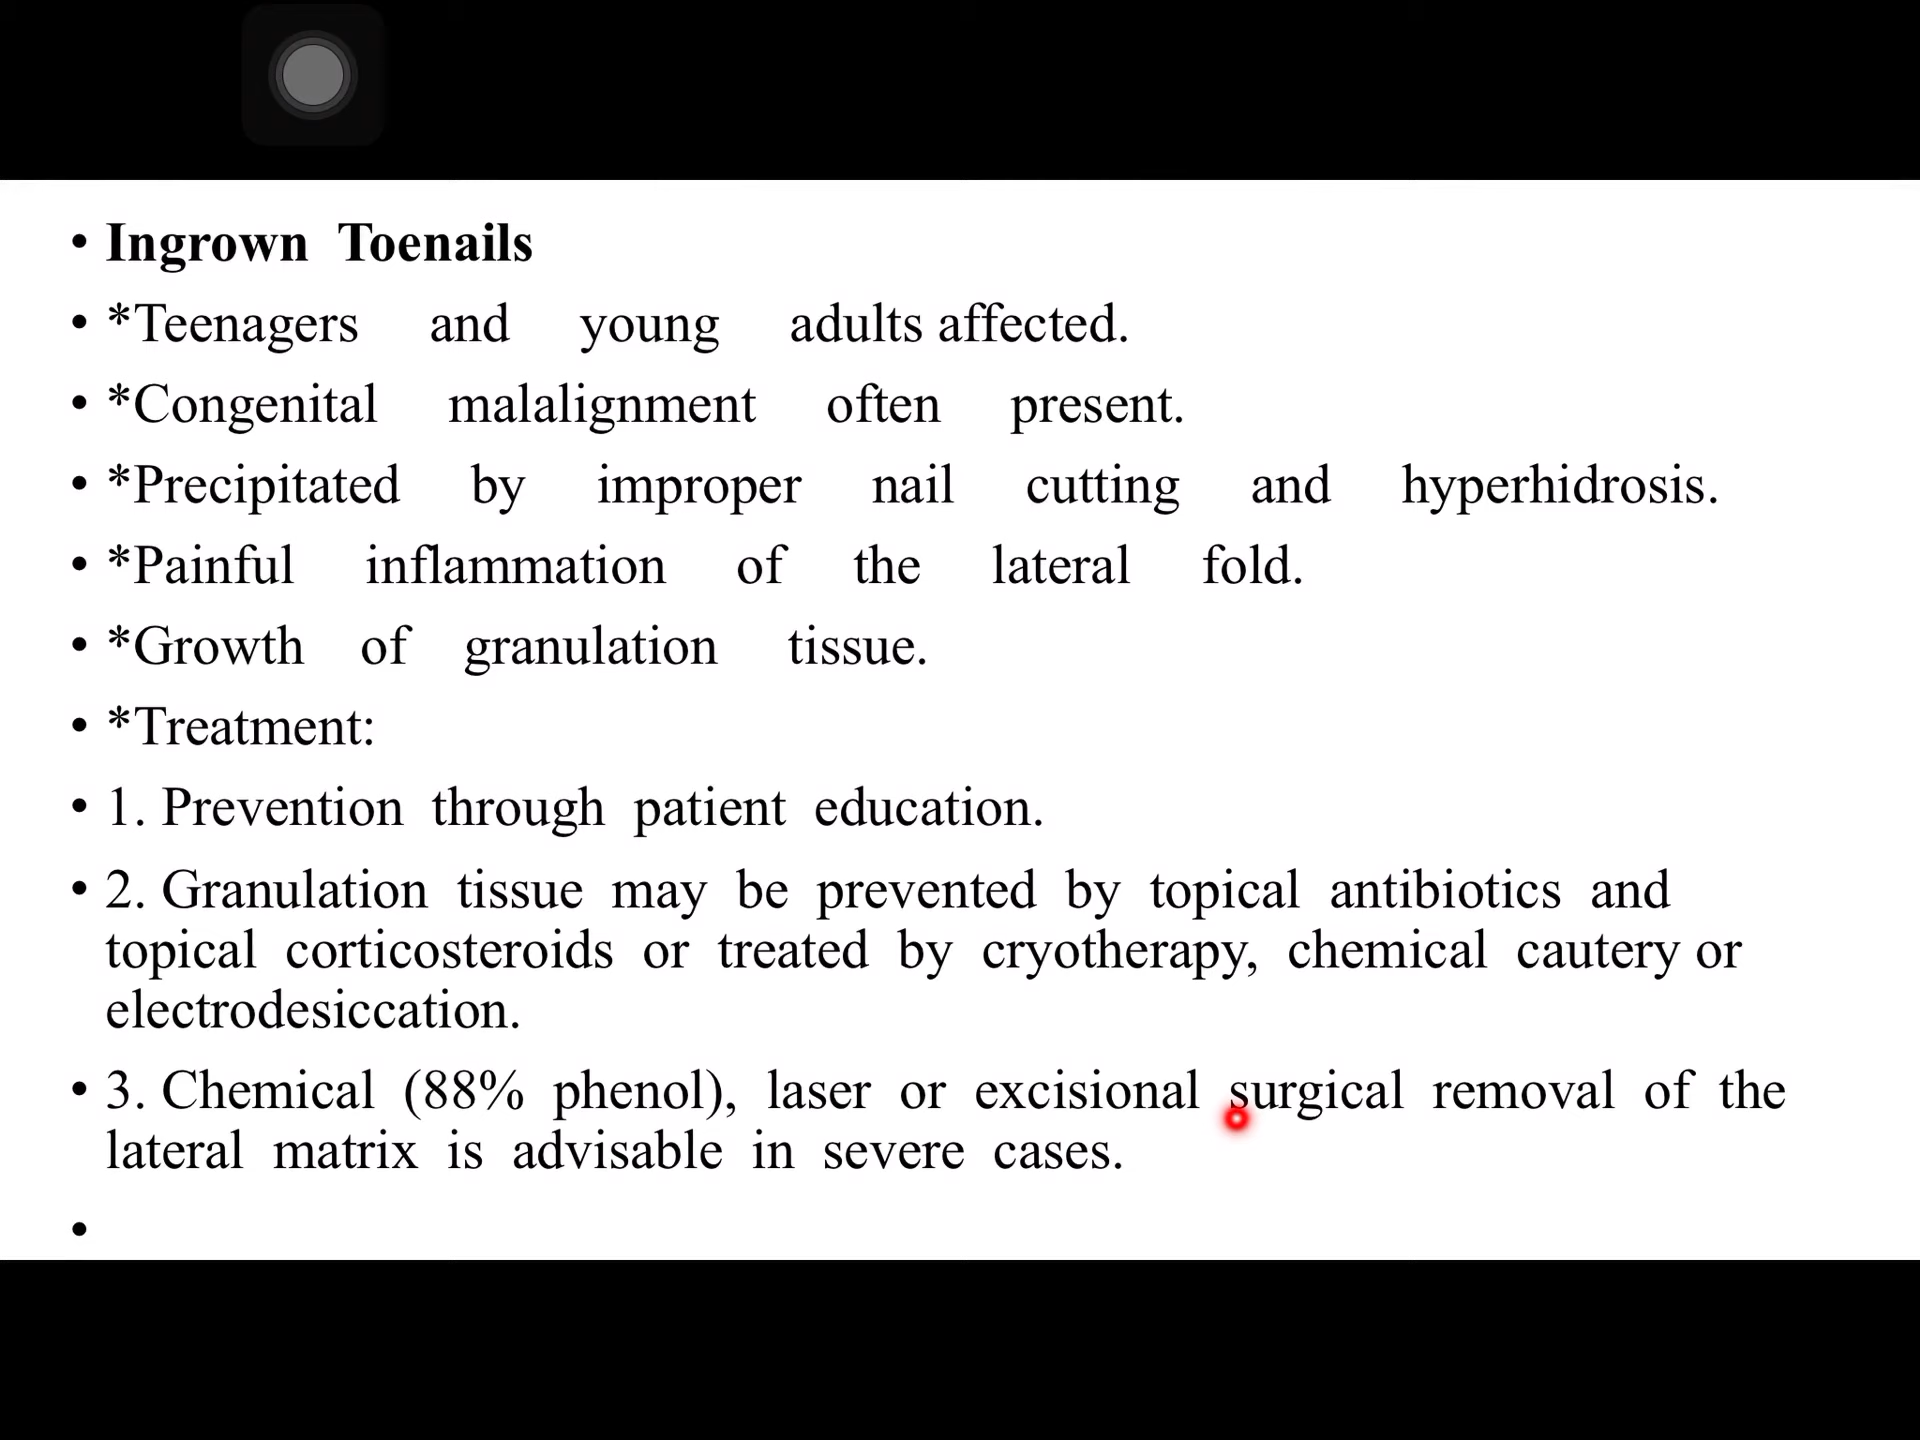 • Ingrown Toenails
• *Teenagers and young adults affected.
• *Congenital malalignment often present.
• *Precipitated by improper nail cutting and hyperhidrosis.
• *Painful inflammation of the lateral fold.
• *Growth of granulation tissue.
• *Treatment:
• 1. Prevention through patient education.
• 2. Granulation tissue may be prevented by topical antibiotics and
topical corticosteroids or treated by cryotherapy, chemical cautery or
electrodesiccation.
• 3. Chemical (88% phenol), laser or excisional surgical removal of the
lateral matrix is advisable in severe cases.
•